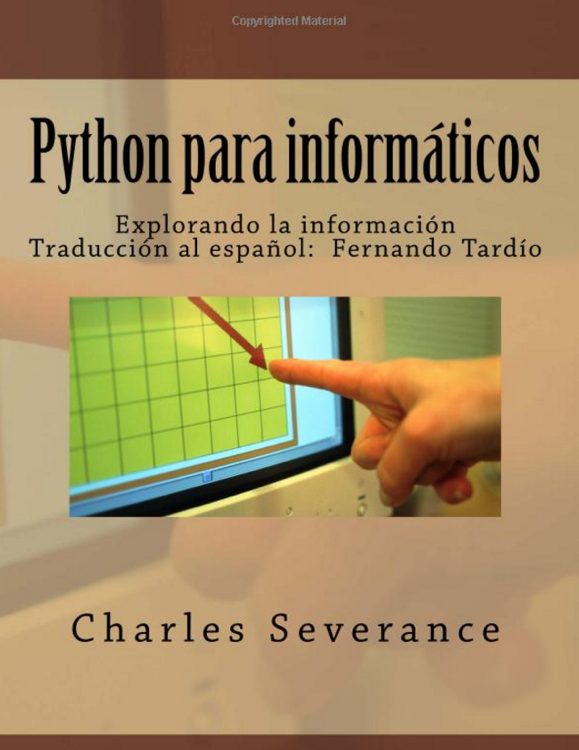 Copyrighted Material
Python para informáticos
Explorando la información
Traducción al español: Fernando Tardío
Charles Severance